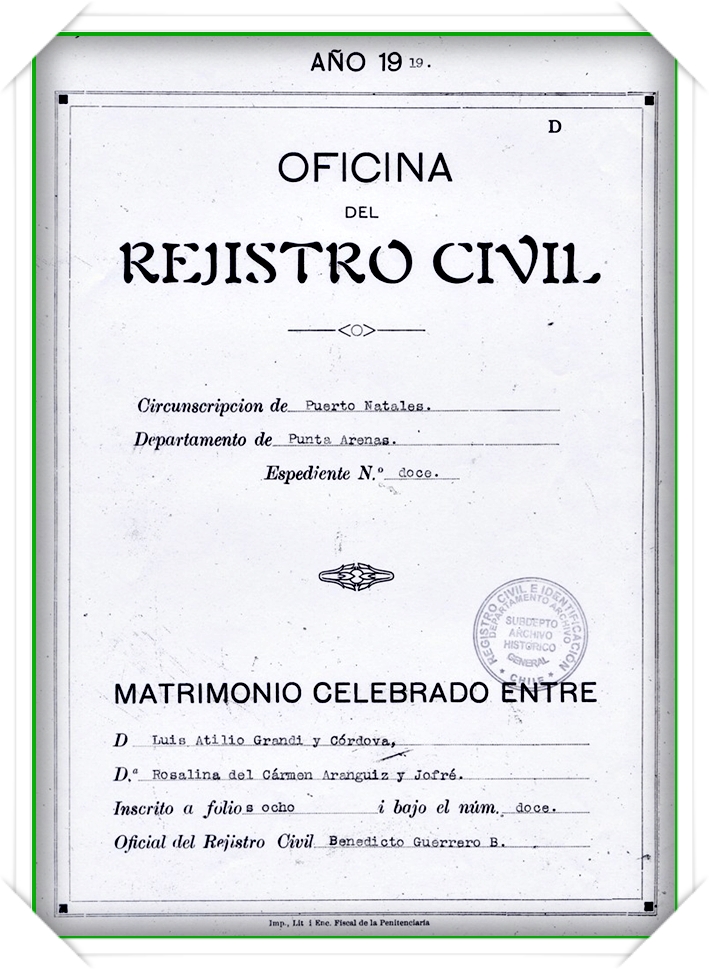 AÑO 19 19.
D
OFICINA
DEL
REJISTRO CIVIL
Circunscripcion de Puerto Natales.
Departamento de Punta Arenas.
Espediente N.º doce.
REGISTRO CIVIL E IDENTIFICACION
DEPARTAMENTO ARCHIVO
SUBDEPTO
ARCHIVO
HISTORICO
GENERAL
* CHILE *
MATRIMONIO CELEBRADO ENTRE
D Luis Atilio Grandi y Córdova,
D.ª Rosalina del Cármen Aranguiz y Jofré.
Inscrito a folios ocho i bajo el núm. doce.
Oficial del Rejistro Civil Benedicto Guerrero B.
Imp., Lit i Enc. Fiscal de la Penitenciaría